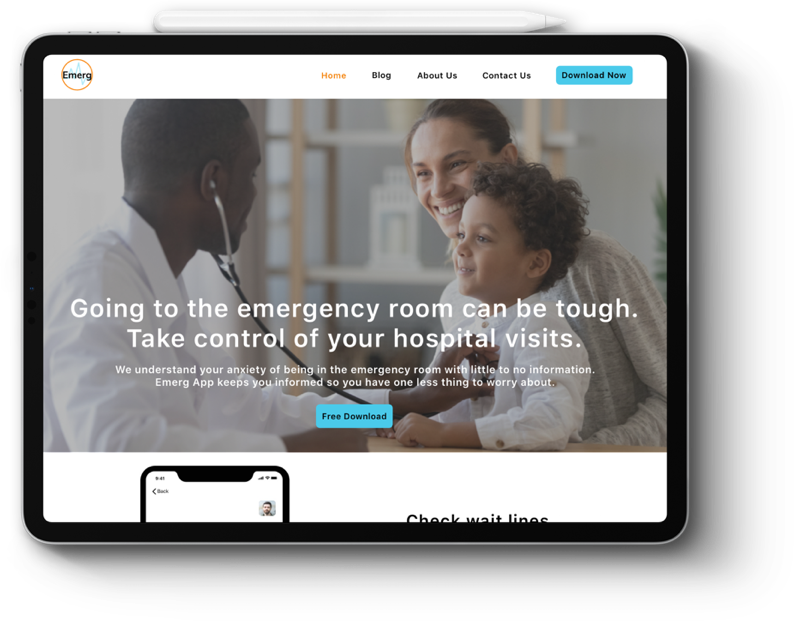 Emerg
Home Blog About Us Contact Us Download Now
Going to the emergency room can be tough.
Take control of your hospital visits.
We understand your anxiety of being in the emergency room with little to no information.
Emerg App keeps you informed so you have one less thing to worry about.
Free Download
9:41
Back
Check wait lines